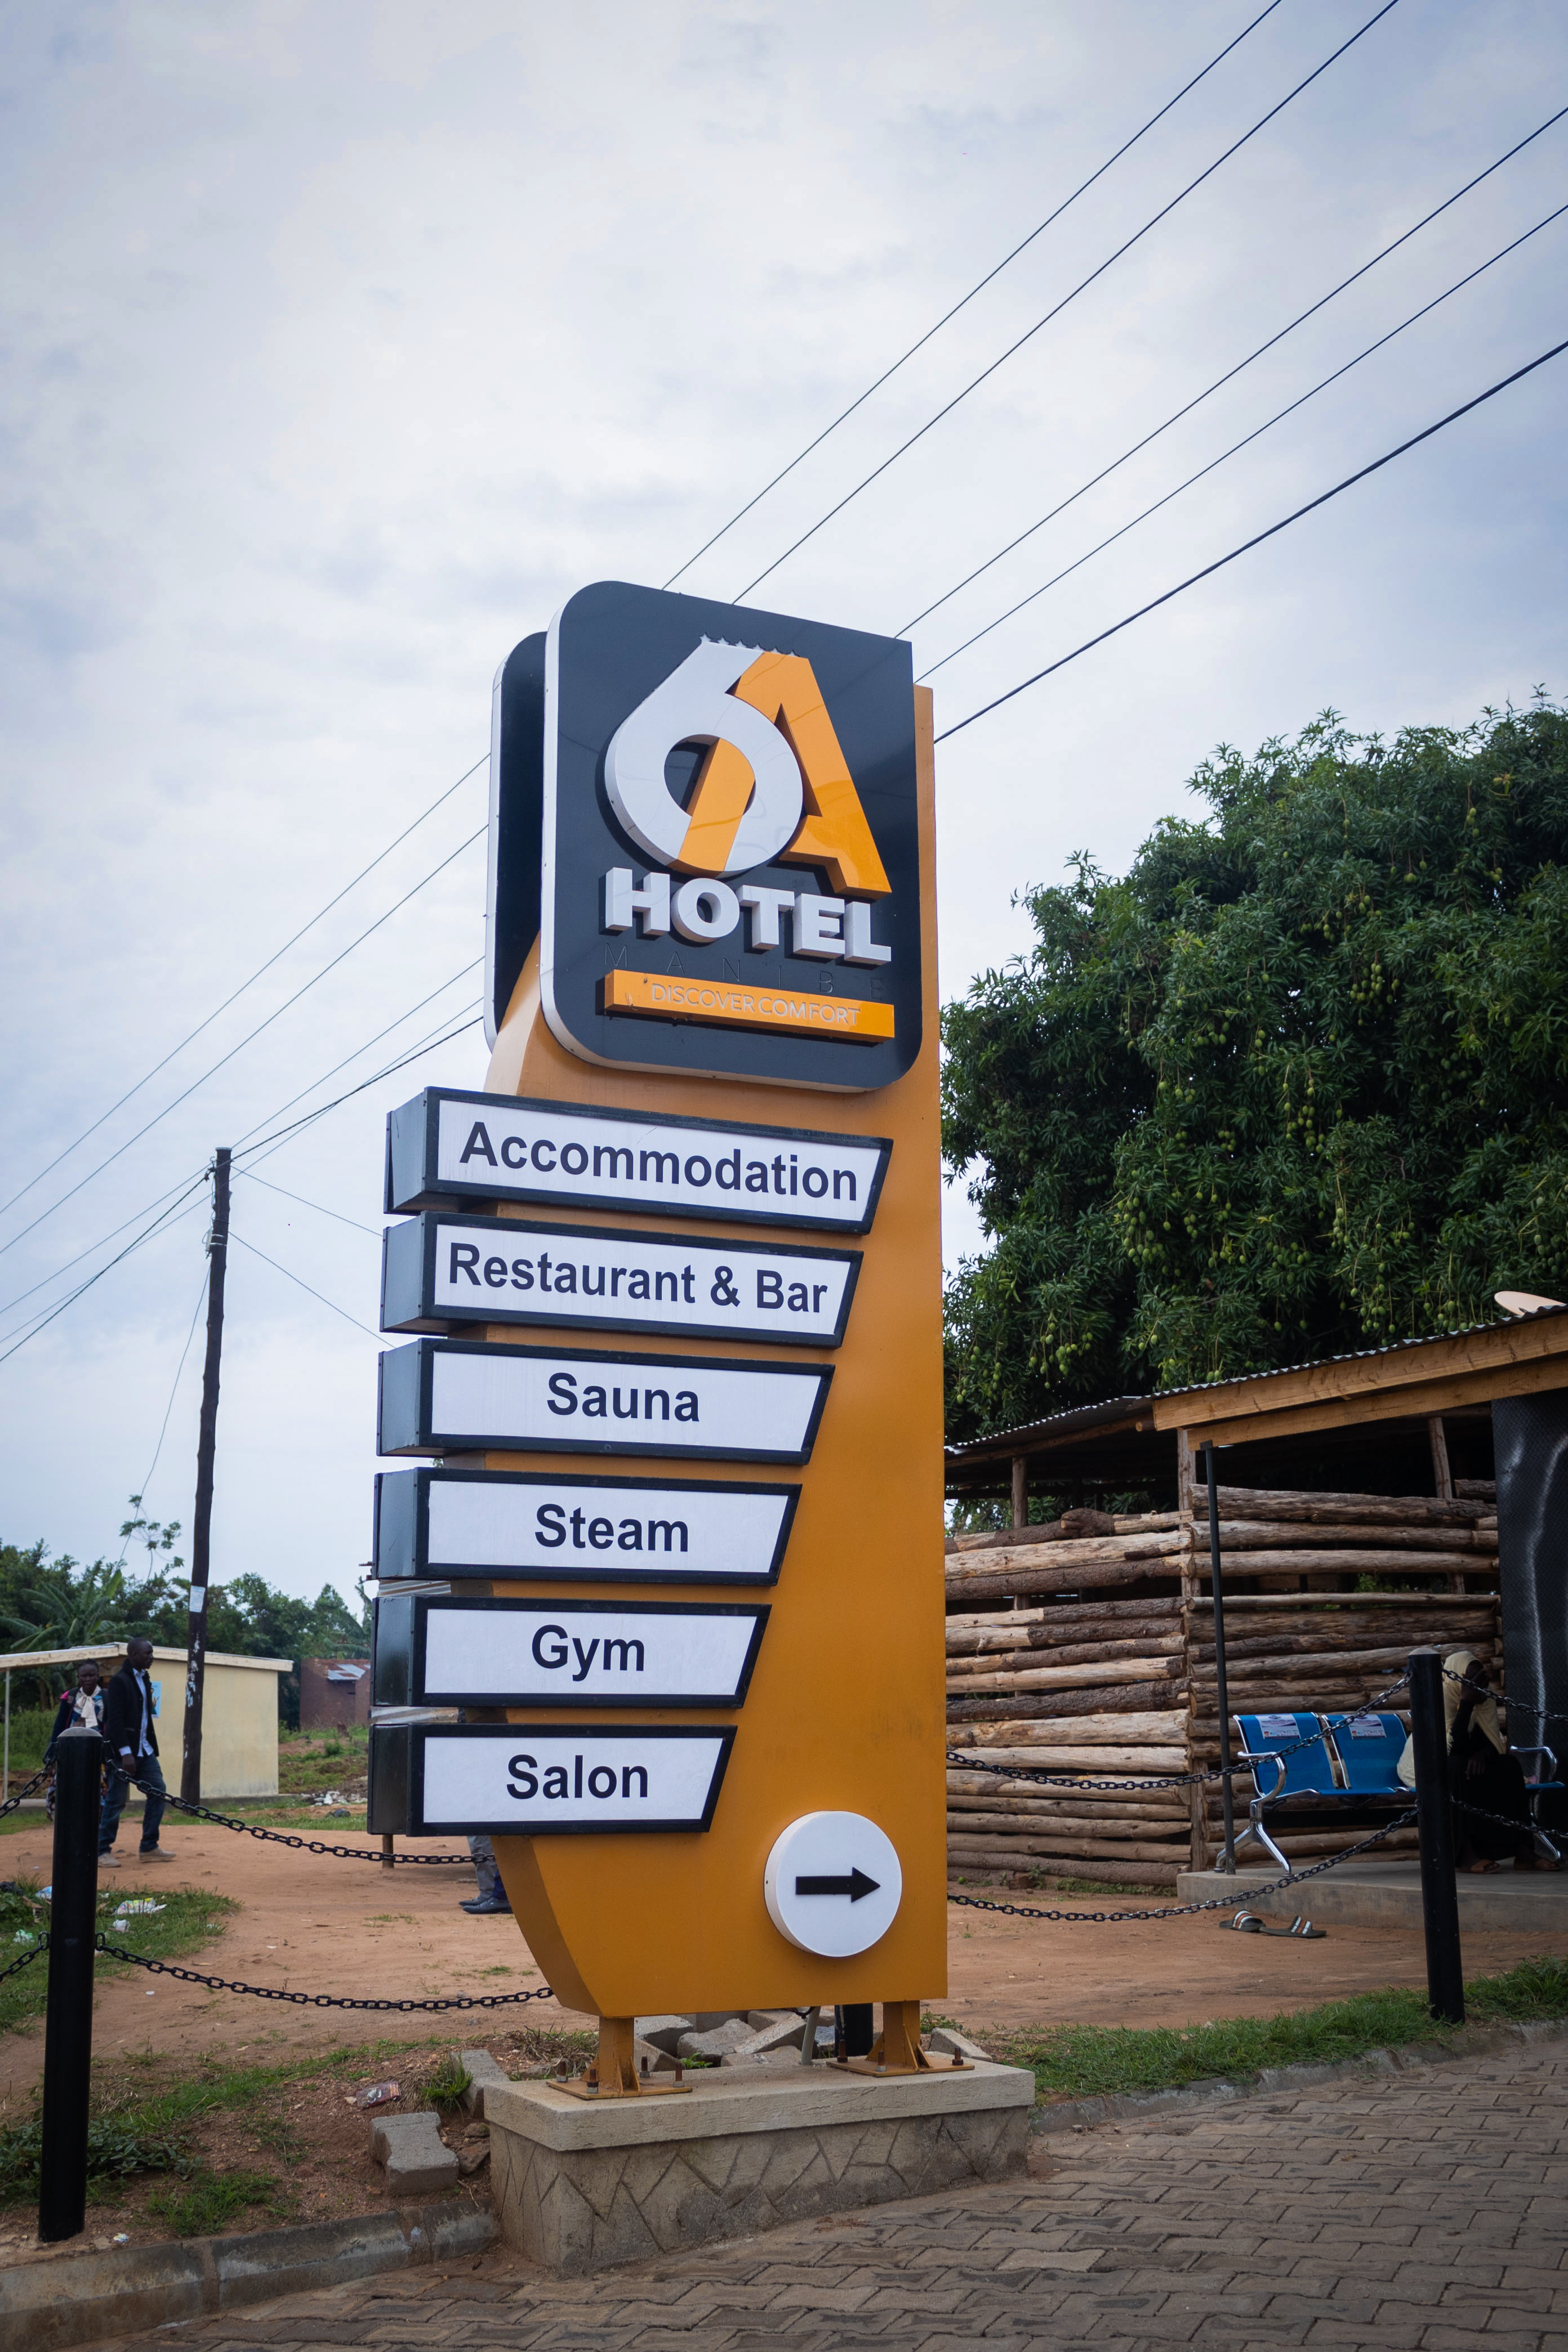 6A
HOTEL
MANIBE
DISCOVER COMFORT
Accommodation
Restaurant & Bar
Sauna
Steam
Gym
Salon